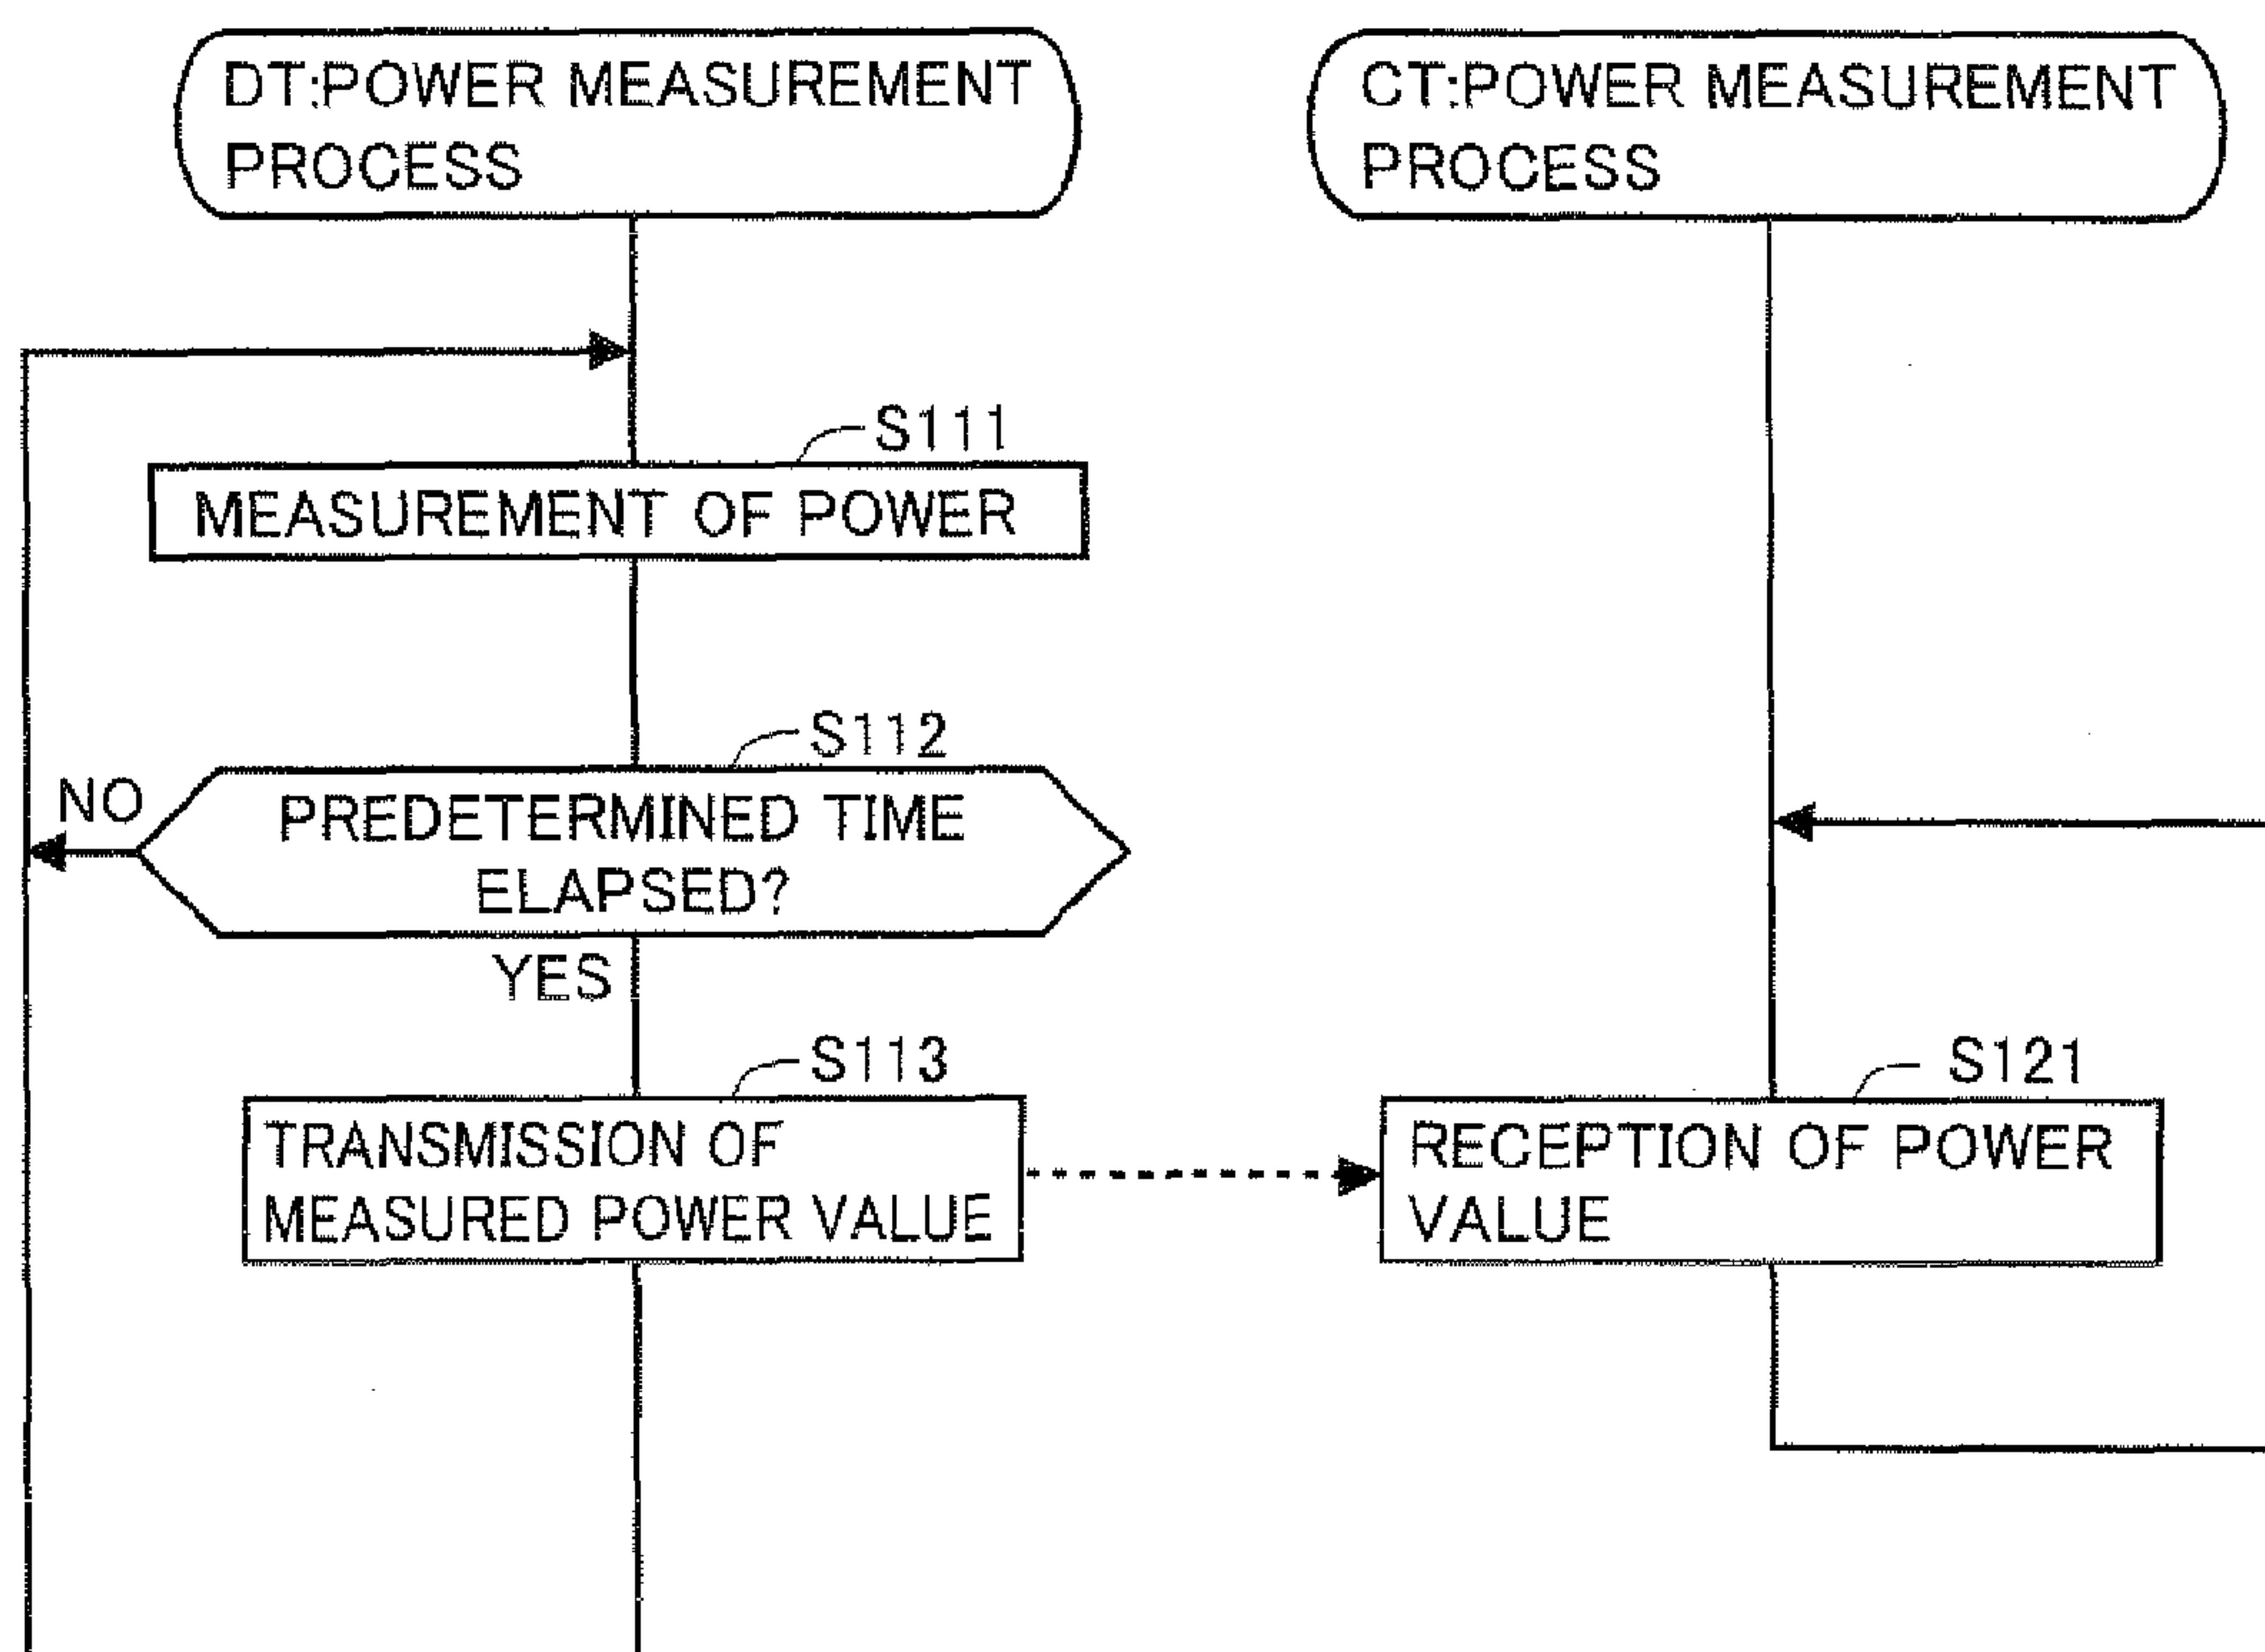 DT:POWER MEASUREMENT
PROCESS
S111
MEASUREMENT OF POWER
S112
NO
PREDETERMINED TIME
ELAPSED?
YES
S113
TRANSMISSION OF
MEASURED POWER VALUE
CT:POWER MEASUREMENT
PROCESS
S121
RECEPTION OF POWER
VALUE